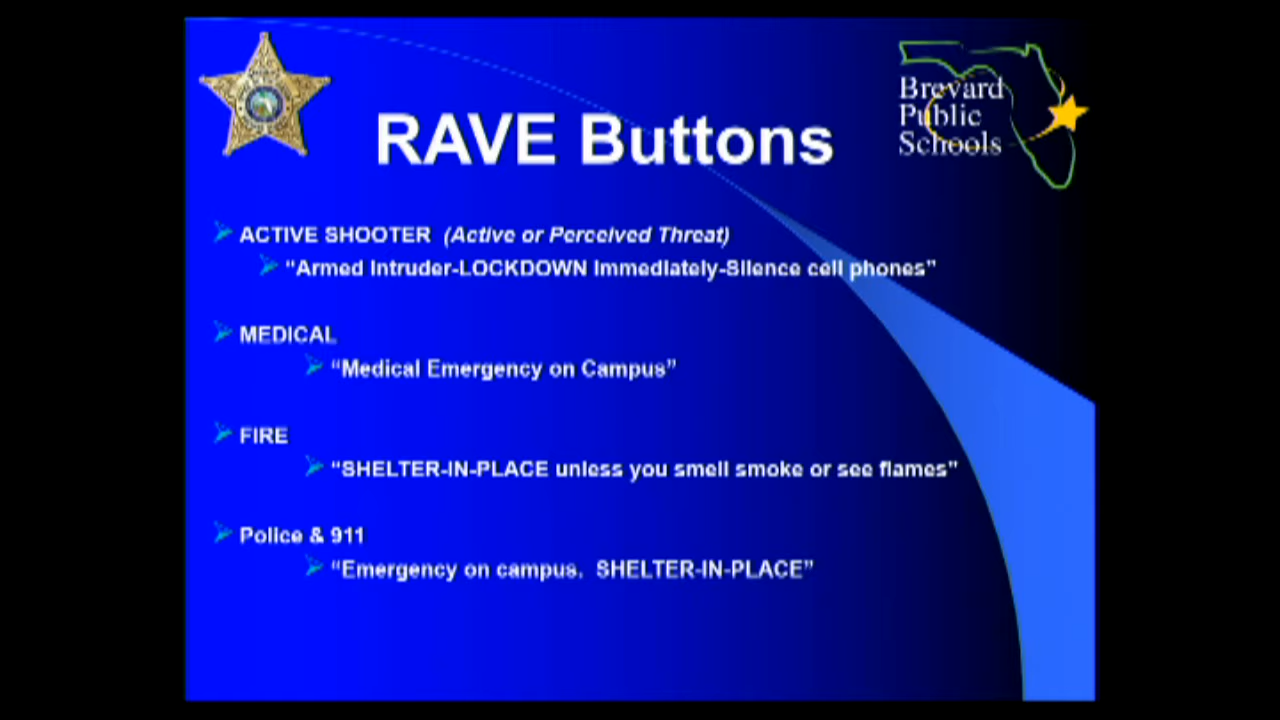 Brevard
Public
Schools
RAVE Buttons
ACTIVE SHOOTER (Active or Perceived Threat)
“Armed Intruder-LOCKDOWN Immediately-Silence cell phones”
MEDICAL
“Medical Emergency on Campus”
FIRE
“SHELTER-IN-PLACE unless you smell smoke or see flames”
Police & 911
“Emergency on campus. SHELTER-IN-PLACE”